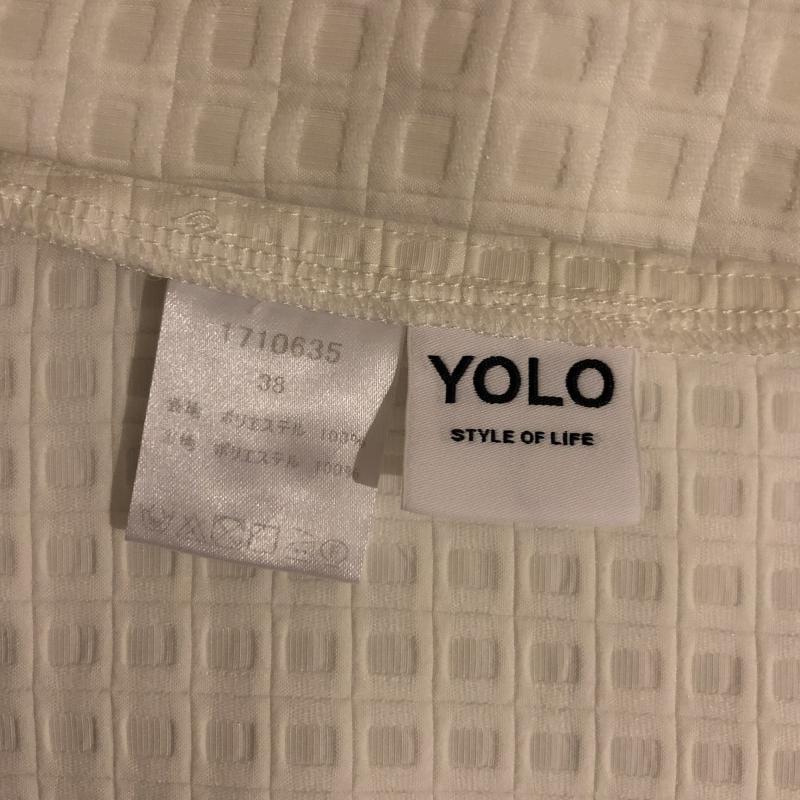 1710635
38
表地 ポリエステル 100%
裏地 ポリエステル 100%
YOLO
STYLE OF LIFE